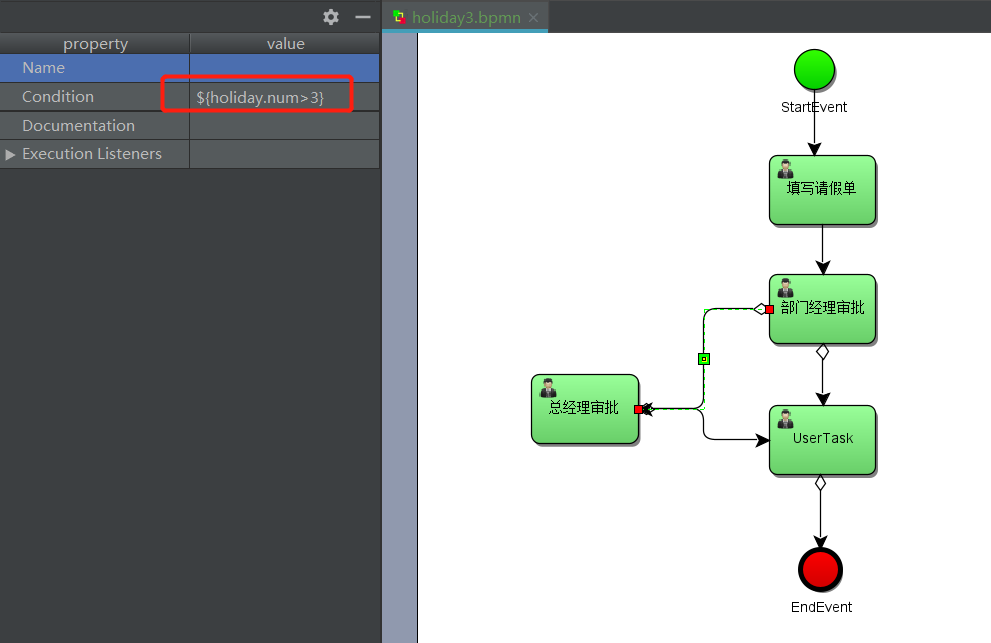 holiday3.bpmn
property value
Name
Condition ${holiday.num>3}
Documentation
Execution Listeners
StartEvent
填写请假单
部门经理审批
总经理审批
UserTask
EndEvent